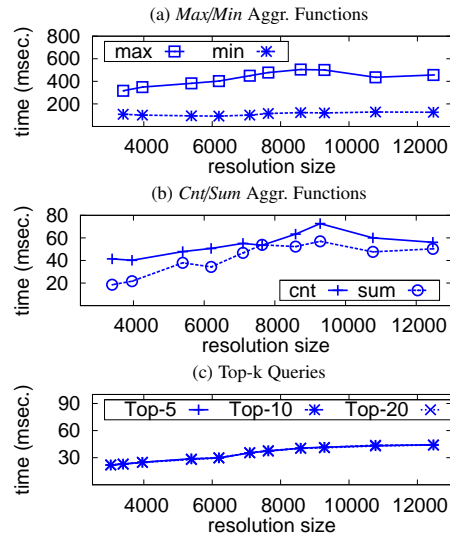 (a) Max/Min Aggr. Functions
800
600
400
200
time (msec.)
max min
4000 6000 8000 10000 12000
resolution size
(b) Cnt/Sum Aggr. Functions
80
60
40
20
time (msec.)
cnt sum
4000 6000 8000 10000 12000
resolution size
(c) Top-k Queries
90
60
30
time (msec.)
Top-5 Top-10 Top-20
4000 6000 8000 10000 12000
resolution size